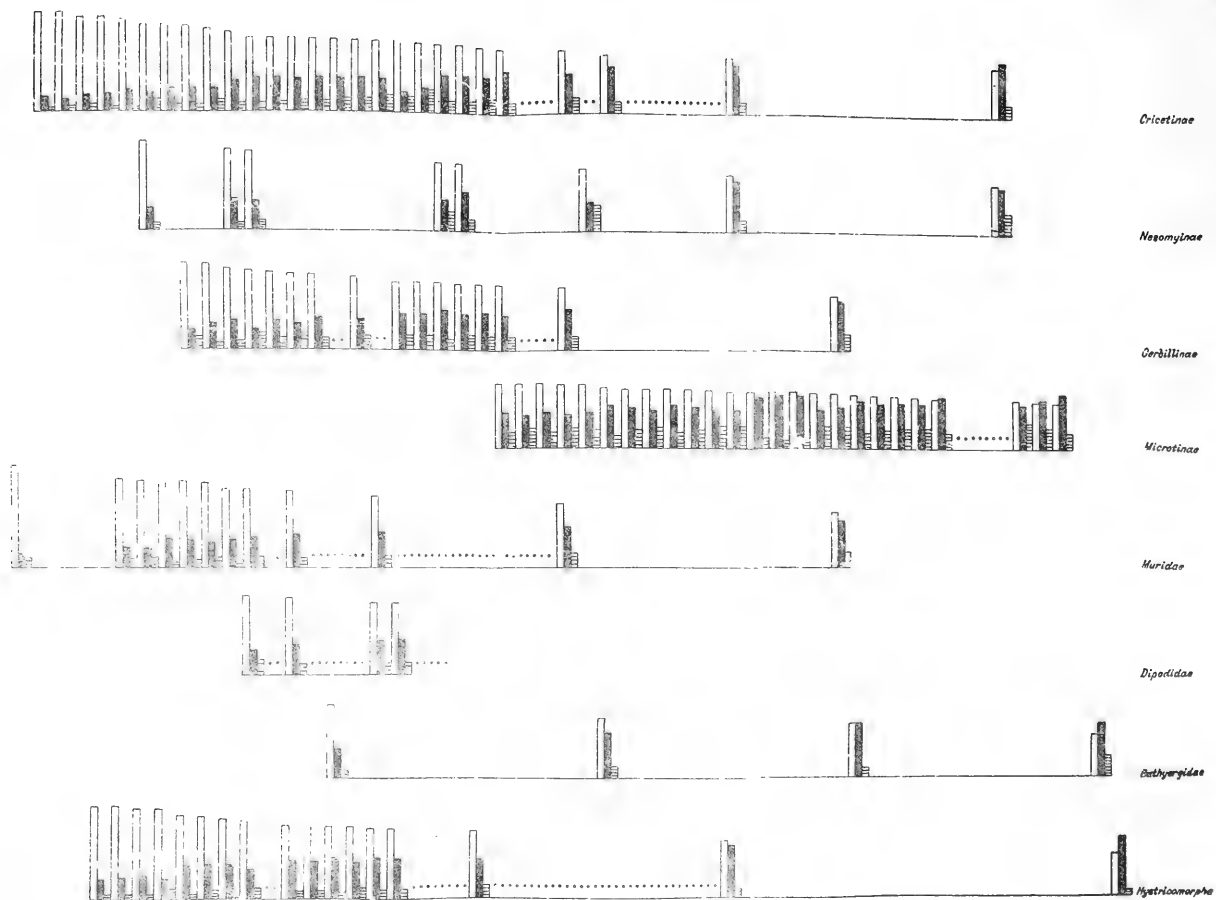 Cricetinae
Nesomyinae
Gerbillinae
Microtinae
Muridae
Dipodidae
Bathyergidae
Hystricomorpha